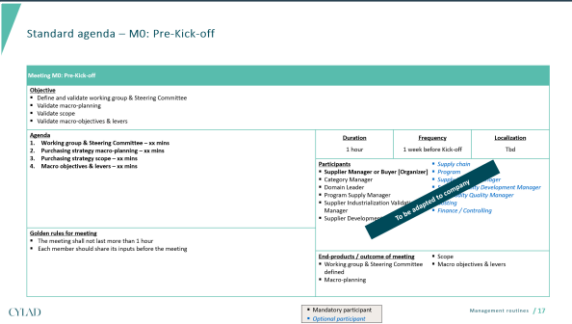 Standard agenda – M0: Pre-Kick-off
Meeting M0: Pre-Kick-off
Objective
Define and validate working group & Steering Committee
Validate macro-planning
Validate scope
Validate macro-objectives & levers
Agenda
1. Working group & Steering Committee – xx mins
2. Purchasing strategy macro-planning – xx mins
3. Purchasing strategy scope – xx mins
4. Macro objectives & levers – xx mins
Golden rules for meeting
The meeting shall not last more than 1 hour
Each member should share its inputs before the meeting
Duration
1 hour
Frequency
1 week before Kick-off
Localization
Tbd
Participants
Supplier Manager or Buyer [Organizer]
Category Manager
Domain Leader
Program Supply Manager
Supplier Industrialization
Manager
Supplier
Supply chain
Program
Development Manager
Quality Manager
Finance / Controlling
To be adapted to company
End-products / outcome of meeting
Working group & Steering Committee
defined
Macro-planning
Scope
Macro objectives & levers
Mandatory participant
Optional participant
CYLAD
Management routines / 17